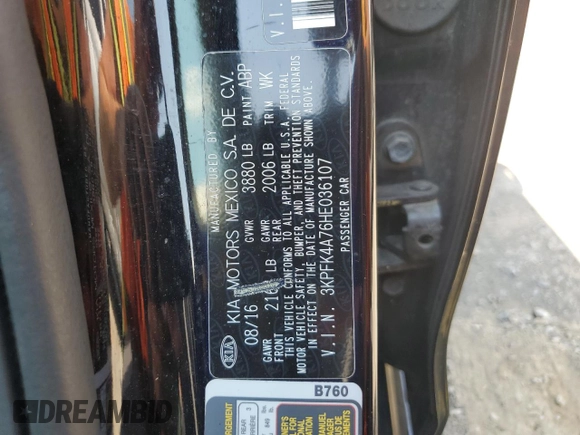 V.I.N
MANUFACTURED BY
KIA KIA MOTORS MEXICO S.A. DE C.V.
08/16 GVWR 3880 LB PAINT ABP
GAWR FRONT LB GAWR REAR 2006 LB TRIM WK
THIS VEHICLE CONFORMS TO ALL APPLICABLE U.S.A. FEDERAL
MOTOR VEHICLE SAFETY, BUMPER, AND THEFT PREVENTION STANDARDS
IN EFFECT ON THE DATE OF MANUFACTURE SHOWN ABOVE.
V.I.N. 3KPFK4A76HE036107
PASSENGER CAR
B760
DREAMBID